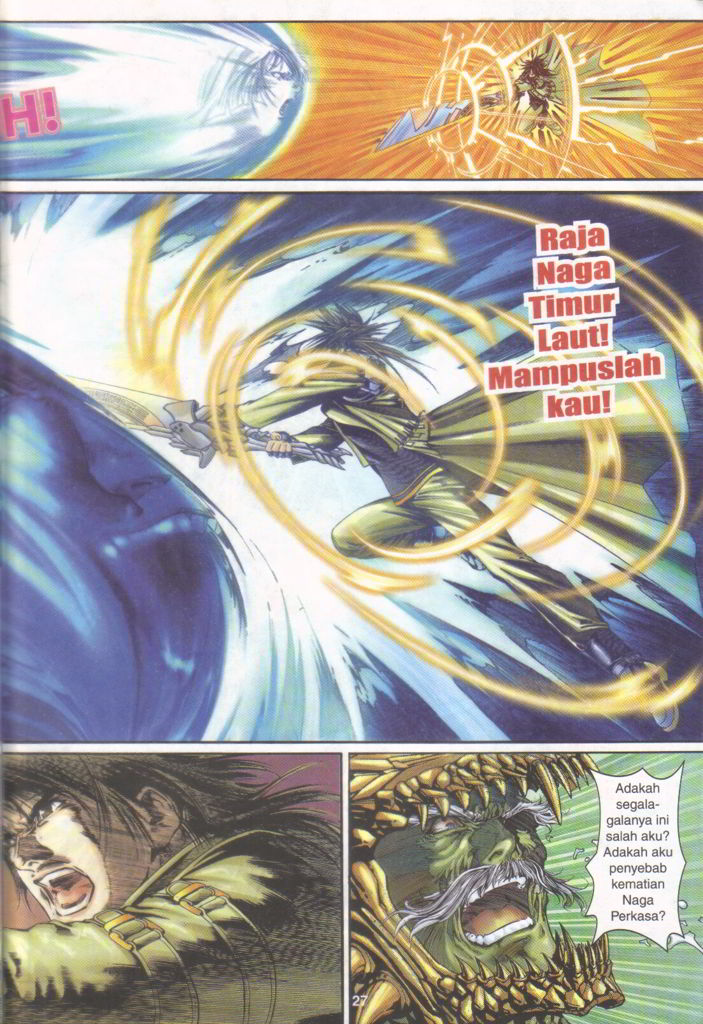 H!
Raja
Naga
Timur
Laut!
Mampuslah
kau!
Adakah
segala-
galanya ini
salah aku?
Adakah aku
penyebab
kematian
Naga
Perkasa?
27